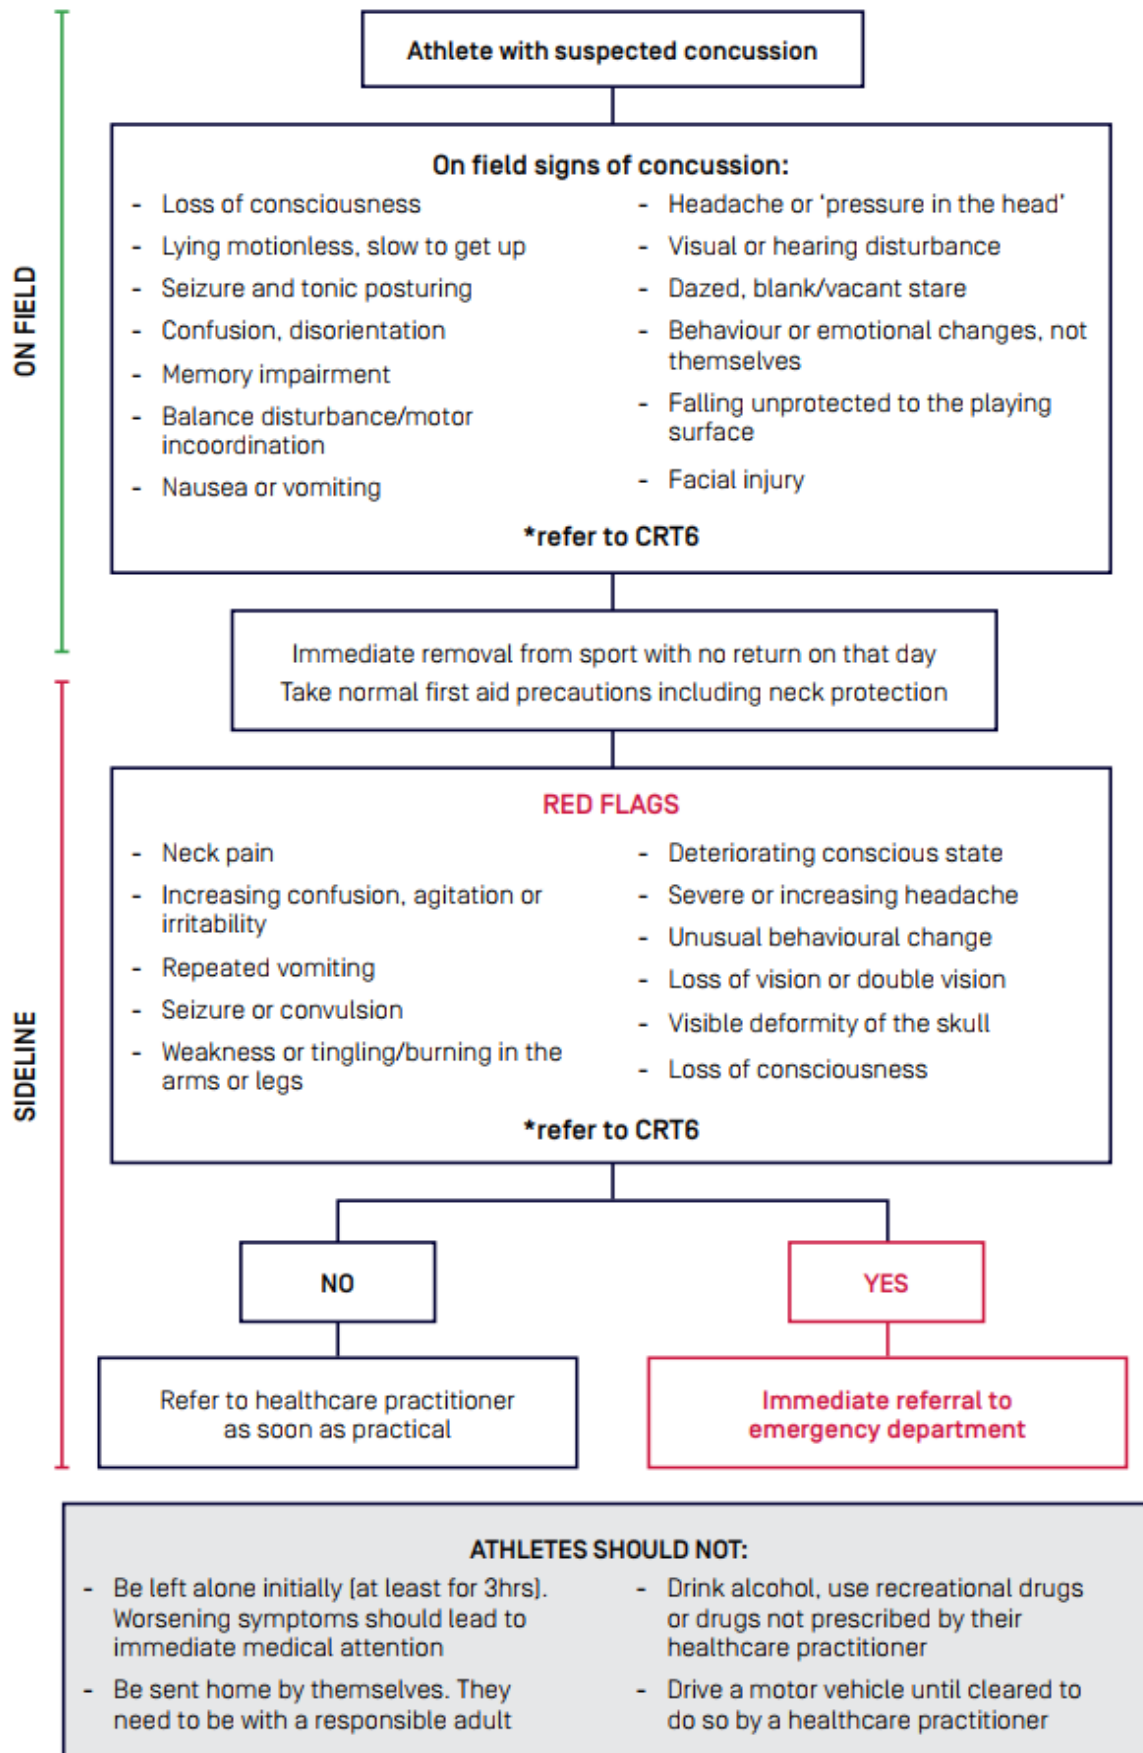 Athlete with suspected concussion
ON FIELD
On field signs of concussion:
- Loss of consciousness
- Lying motionless, slow to get up
- Seizure and tonic posturing
- Confusion, disorientation
- Memory impairment
- Balance disturbance/motor
incoordination
- Nausea or vomiting
- Headache or ‘pressure in the head’
- Visual or hearing disturbance
- Dazed, blank/vacant stare
- Behaviour or emotional changes, not
themselves
- Falling unprotected to the playing
surface
- Facial injury
*refer to CRT6
Immediate removal from sport with no return on that day
Take normal first aid precautions including neck protection
SIDELINE
RED FLAGS
- Neck pain
- Increasing confusion, agitation or
irritability
- Repeated vomiting
- Seizure or convulsion
- Weakness or tingling/burning in the
arms or legs
- Deteriorating conscious state
- Severe or increasing headache
- Unusual behavioural change
- Loss of vision or double vision
- Visible deformity of the skull
- Loss of consciousness
*refer to CRT6
NO
YES
Refer to healthcare practitioner
as soon as practical
Immediate referral to
emergency department
ATHLETES SHOULD NOT:
- Be left alone initially (at least for 3hrs).
Worsening symptoms should lead to
immediate medical attention
- Be sent home by themselves. They
need to be with a responsible adult
- Drink alcohol, use recreational drugs
or drugs not prescribed by their
healthcare practitioner
- Drive a motor vehicle until cleared to
do so by a healthcare practitioner